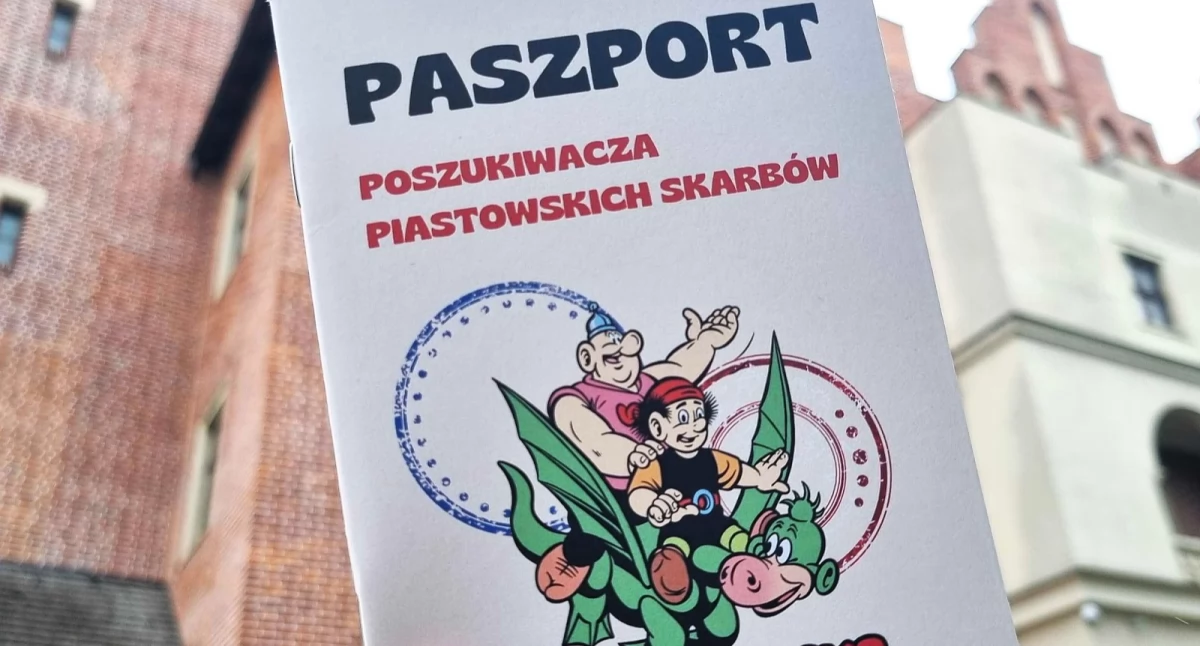 PASZPORT
POSZUKIWACZA
PIASTOWSKICH SKARBÓW